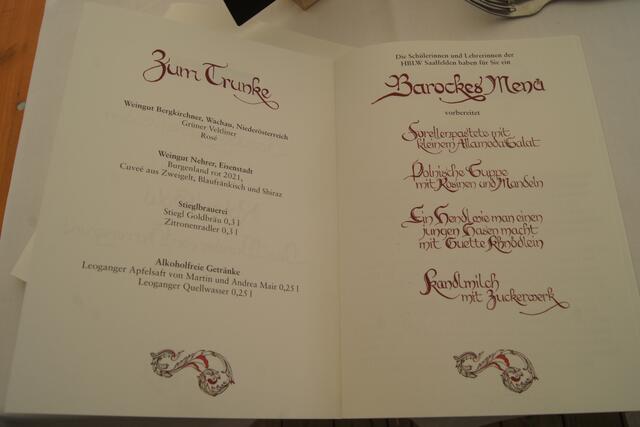 Zum Trunke
Weingut Bergkirchner, Wachau, Niederösterreich
Grüner Veltliner
Rosé
Weingut Nehrer, Eisenstadt
Burgenland rot 2021,
Cuveé aus Zweigelt, Blaufränkisch und Shiraz
Stieglbrauerei
Stiegl Goldbräu 0,3 l
Zitronenradler 0,3 l
Alkoholfreie Getränke
Leoganger Apfelsaft von Martin und Andrea Mair 0,25 l
Leoganger Quellwasser 0,25 l
Die Schülerinnen und Lehrerinnen der
HBLW Saalfelden haben für Sie ein
Barockes Menü
vorbereitet
Forellenpastete mit
kleinem Allamoda Salat
Polnische Suppe
mit Rosinen und Mandeln
Ein Hendl wie man einen
jungen Hasen macht
mit Suette Khnödlein
Kandlmilch
mit Zuckerwerk